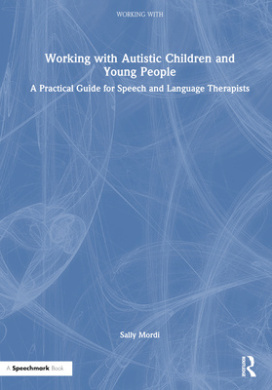 WORKING WITH
Working with Autistic Children and
Young People
A Practical Guide for Speech and Language Therapists
Sally Mordi
A Speechmark Book
R